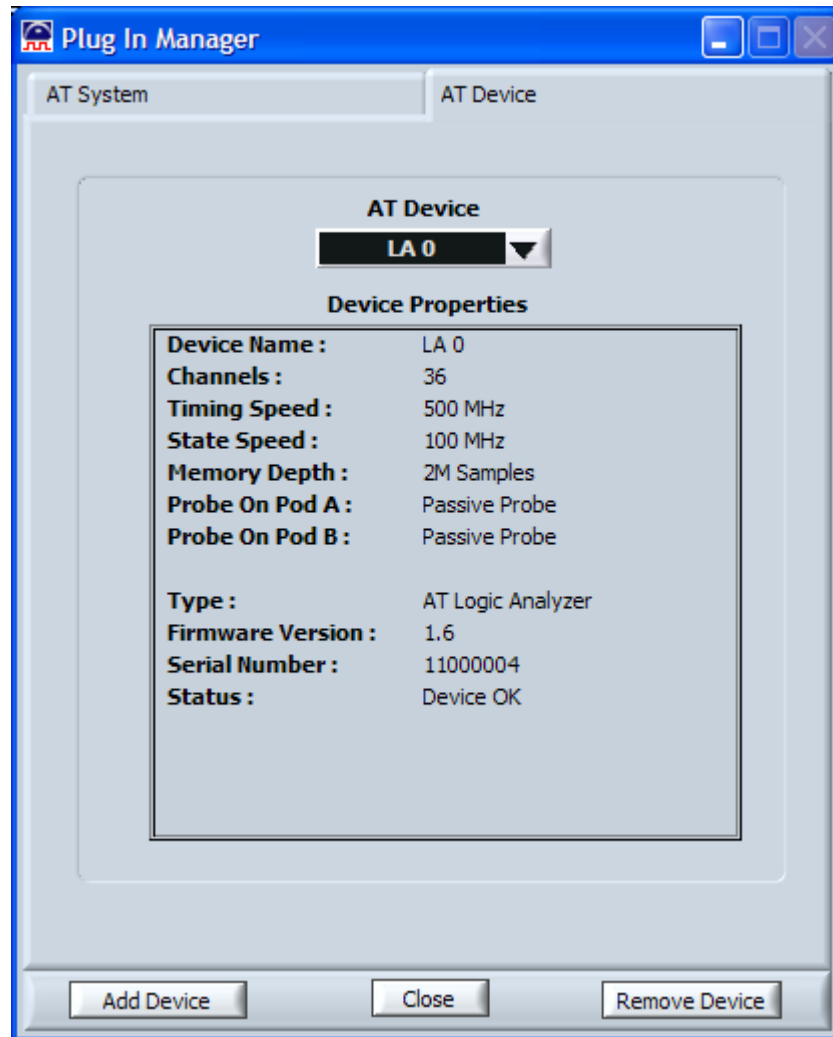 Plug In Manager
AT System AT Device
AT Device
LA 0
Device Properties
Device Name : LA 0
Channels : 36
Timing Speed : 500 MHz
State Speed : 100 MHz
Memory Depth : 2M Samples
Probe On Pod A : Passive Probe
Probe On Pod B : Passive Probe
Type : AT Logic Analyzer
Firmware Version : 1.6
Serial Number : 11000004
Status : Device OK
Add Device Close Remove Device